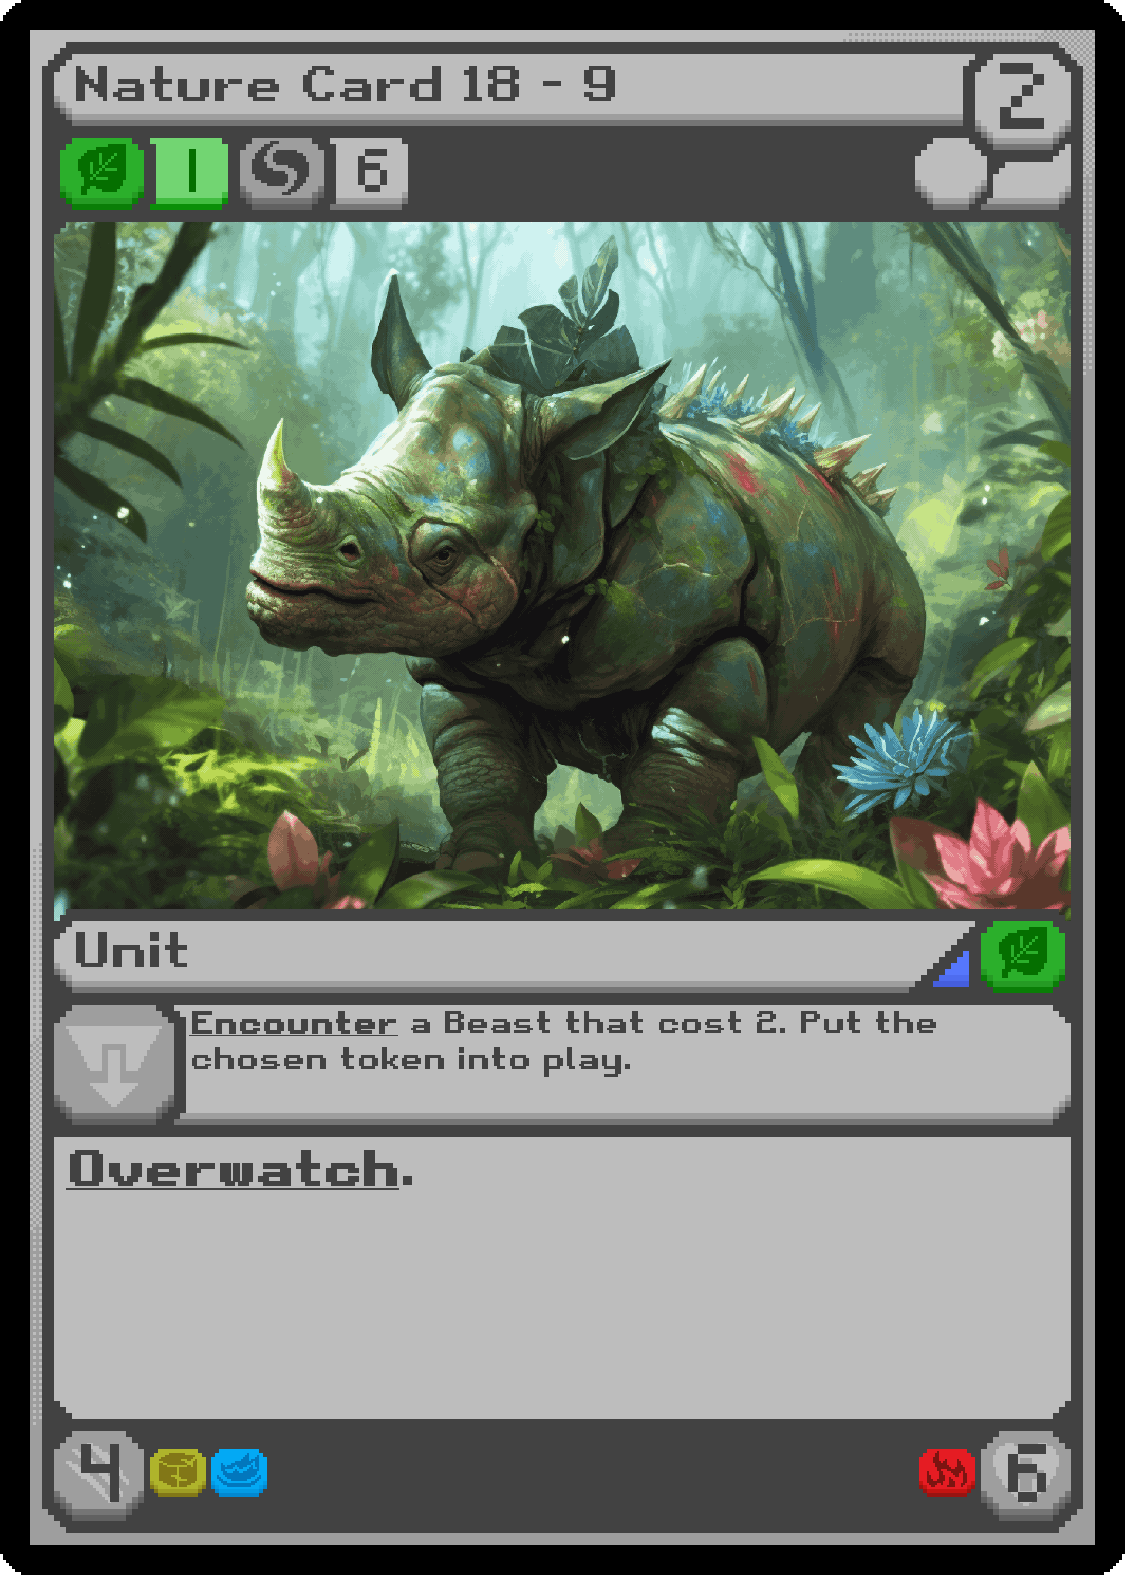 Nature Card 18 - 9
2
1 6
Unit
Encounter a Beast that cost 2. Put the
chosen token into play.
Overwatch.
4 6